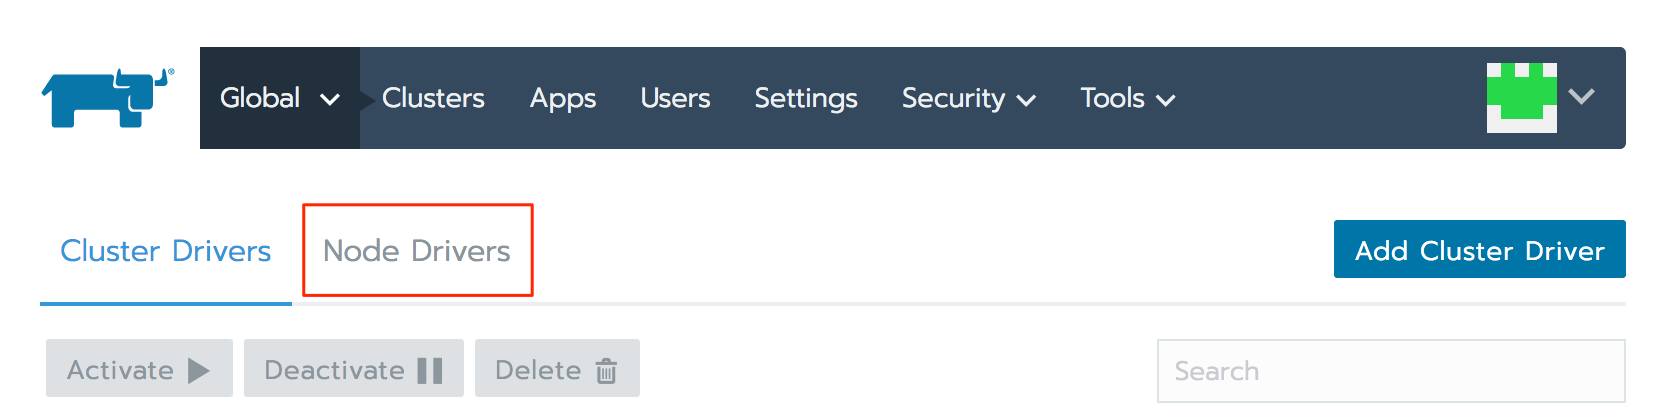 Global Clusters Apps Users Settings Security Tools
Cluster Drivers Node Drivers Add Cluster Driver
Activate Deactivate Delete Search